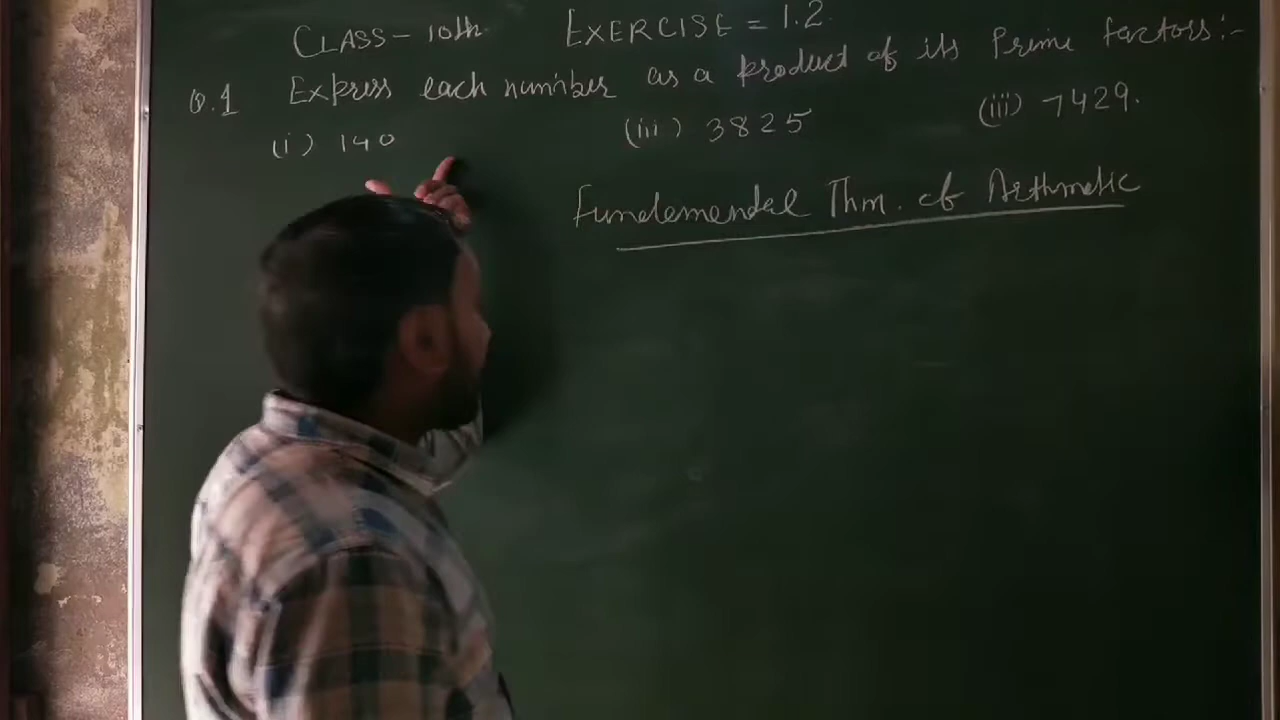 CLASS - 10th EXERCISE = 1.2
Q.1 Express each number as a product of its Prime factors:-
(i) 140 (iii) 3825 (iii) 7429.
Fundemendal Thm. of Arithmetic